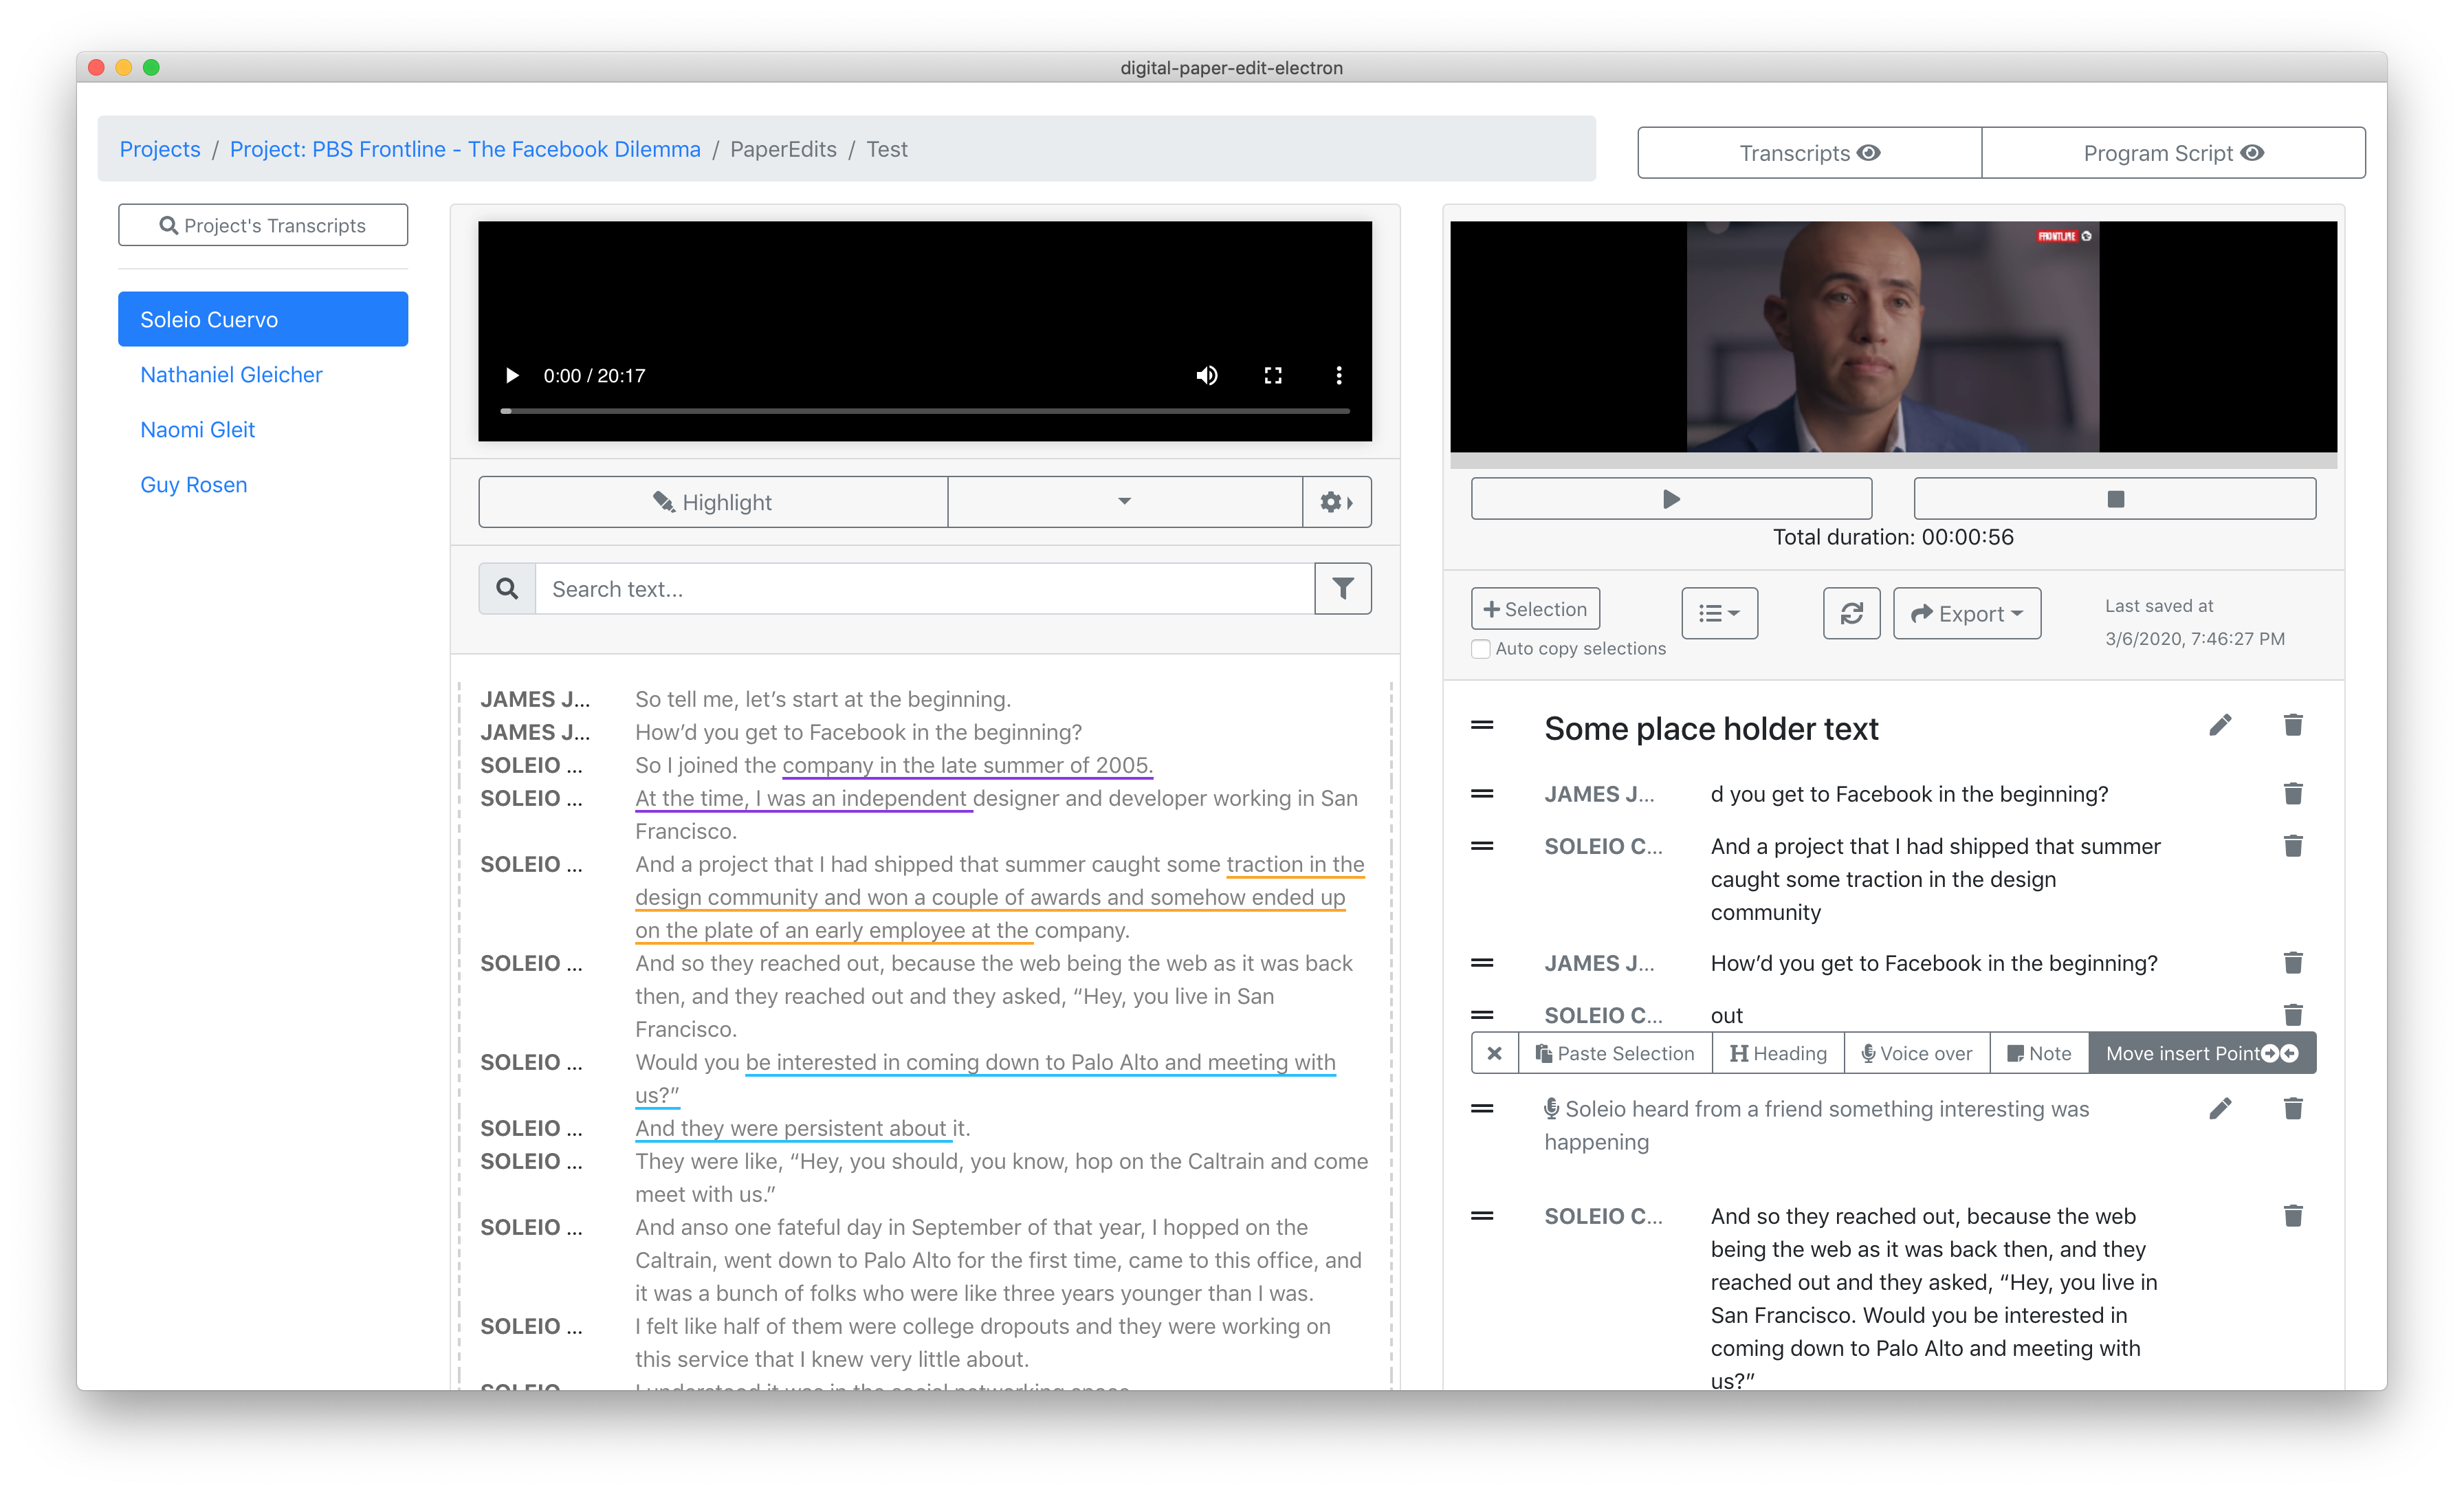 digital-paper-edit-electron
Projects / Project: PBS Frontline - The Facebook Dilemma / PaperEdits / Test
Transcripts
Program Script
Project's Transcripts
Soleio Cuervo
Nathaniel Gleicher
Naomi Gleit
Guy Rosen
0:00 / 20:17
Highlight
Search text...
JAMES J... So tell me, let’s start at the beginning.
JAMES J... How’d you get to Facebook in the beginning?
SOLEIO ... So I joined the company in the late summer of 2005.
SOLEIO ... At the time, I was an independent designer and developer working in San
Francisco.
SOLEIO ... And a project that I had shipped that summer caught some traction in the
design community and won a couple of awards and somehow ended up
on the plate of an early employee at the company.
SOLEIO ... And so they reached out, because the web being the web as it was back
then, and they reached out and they asked, “Hey, you live in San
Francisco.
SOLEIO ... Would you be interested in coming down to Palo Alto and meeting with
us?”
SOLEIO ... And they were persistent about it.
SOLEIO ... They were like, “Hey, you should, you know, hop on the Caltrain and come
meet with us.”
SOLEIO ... And anso one fateful day in September of that year, I hopped on the
Caltrain, went down to Palo Alto for the first time, came to this office, and
it was a bunch of folks who were like three years younger than I was.
SOLEIO ... I felt like half of them were college dropouts and they were working on
this service that I knew very little about.
SOLEIO I understood it was in the social networking space
FRONTLINE
Total duration: 00:00:56
Selection
Auto copy selections
Export
Last saved at
3/6/2020, 7:46:27 PM
Some place holder text
JAMES J... d you get to Facebook in the beginning?
SOLEIO C... And a project that I had shipped that summer
caught some traction in the design
community
JAMES J... How’d you get to Facebook in the beginning?
SOLEIO C... out
Paste Selection
H Heading
Voice over
Note
Move insert Point
Soleio heard from a friend something interesting was
happening
SOLEIO C... And so they reached out, because the web
being the web as it was back then, and they
reached out and they asked, “Hey, you live in
San Francisco. Would you be interested in
coming down to Palo Alto and meeting with
us?”